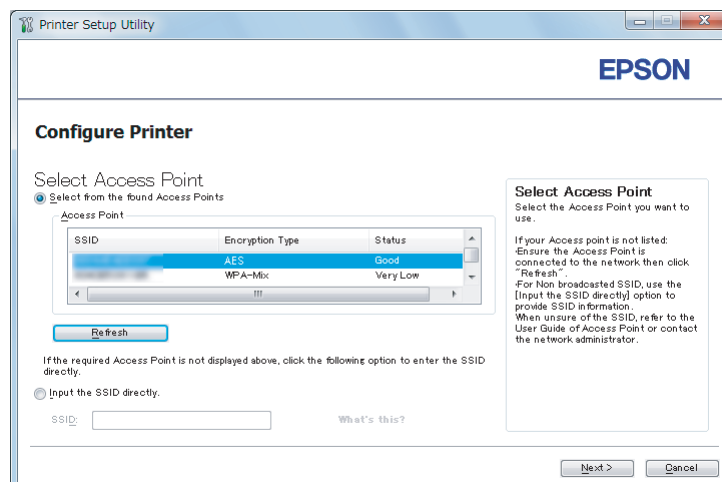 Printer Setup Utility
EPSON
Configure Printer
Select Access Point
Select from the found Access Points
Access Point
SSID Encryption Type Status
AES Good
WPA-Mix Very Low
Refresh
If the required Access Point is not displayed above, click the following option to enter the SSID
directly.
Input the SSID directly.
SSID:
What's this?
Select Access Point
Select the Access Point you want to
use.
If your Access point is not listed:
-Ensure the Access Point is
connected to the network then click
"Refresh".
-For Non broadcasted SSID, use the
[Input the SSID directly] option to
provide SSID information.
When unsure of the SSID, refer to the
User Guide of Access Point or contact
the network administrator.
Next >
Cancel